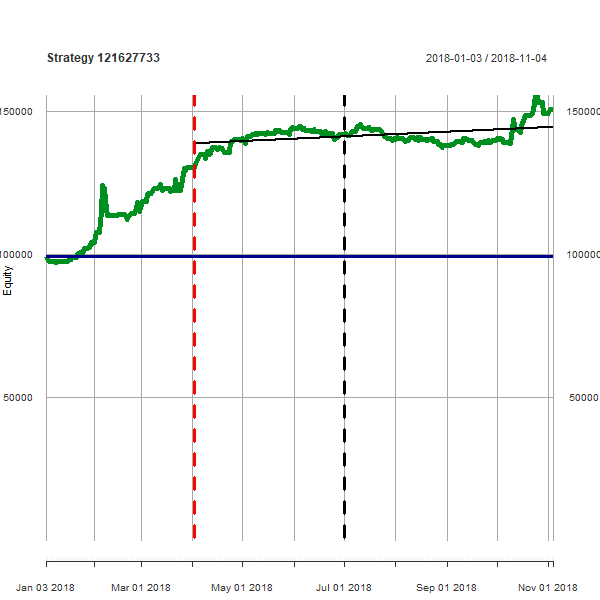 Strategy 121627733
2018-01-03 / 2018-11-04
150000
150000
100000
100000
Equity
50000
50000
Jan 03 2018
Mar 01 2018
May 01 2018
Jul 01 2018
Sep 01 2018
Nov 01 2018